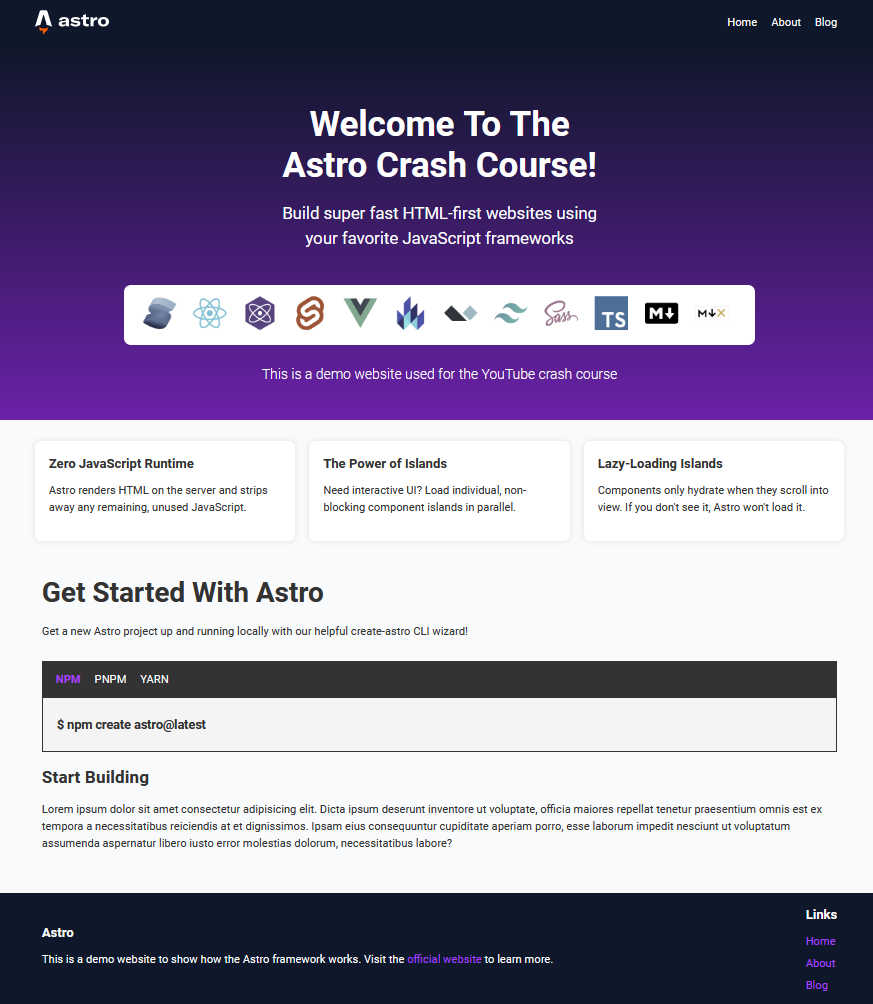 astro
Home About Blog
Welcome To The
Astro Crash Course!
Build super fast HTML-first websites using
your favorite JavaScript frameworks
Sass
TS
M
M X
This is a demo website used for the YouTube crash course
Zero JavaScript Runtime
Astro renders HTML on the server and strips
away any remaining, unused JavaScript.
The Power of Islands
Need interactive UI? Load individual, non-
blocking component islands in parallel.
Lazy-Loading Islands
Components only hydrate when they scroll into
view. If you don't see it, Astro won't load it.
Get Started With Astro
Get a new Astro project up and running locally with our helpful create-astro CLI wizard!
NPM PNPM YARN
$ npm create astro@latest
Start Building
Lorem ipsum dolor sit amet consectetur adipisicing elit. Dicta ipsum deserunt inventore ut voluptate, officia maiores repellat tenetur praesentium omnis est ex
tempora a necessitatibus reiciendis at et dignissimos. Ipsam eius consequuntur cupiditate aperiam porro, esse laborum impedit nesciunt ut voluptatum
assumenda aspernatur libero iusto error molestias dolorum, necessitatibus labore?
Astro
This is a demo website to show how the Astro framework works. Visit the official website to learn more.
Links
Home
About
Blog